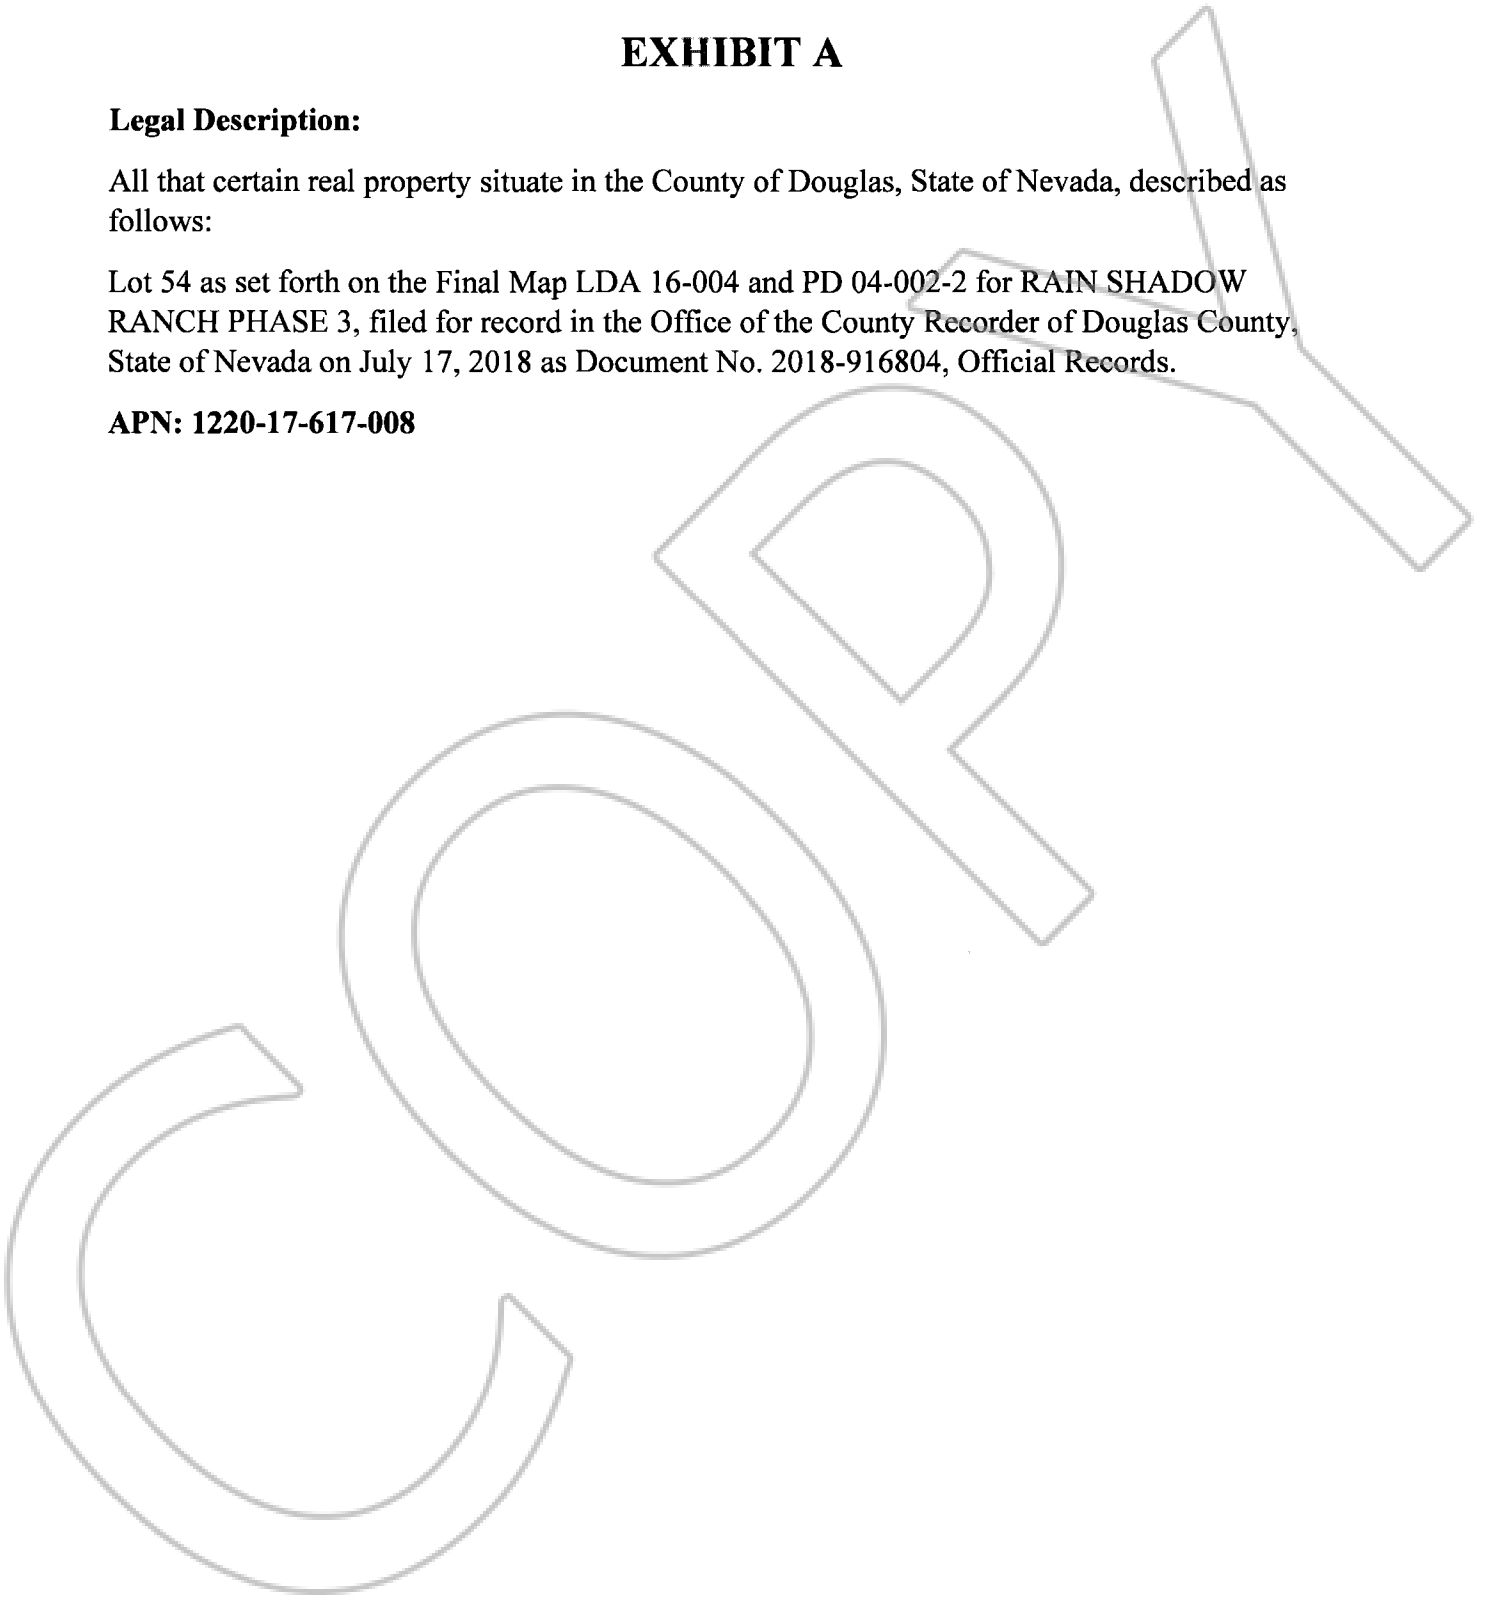 EXHIBIT A
Legal Description:
All that certain real property situate in the County of Douglas, State of Nevada, described as
follows:
Lot 54 as set forth on the Final Map LDA 16-004 and PD 04-002-2 for RAIN SHADOW
RANCH PHASE 3, filed for record in the Office of the County Recorder of Douglas County,
State of Nevada on July 17, 2018 as Document No. 2018-916804, Official Records.
APN: 1220-17-617-008
COPY